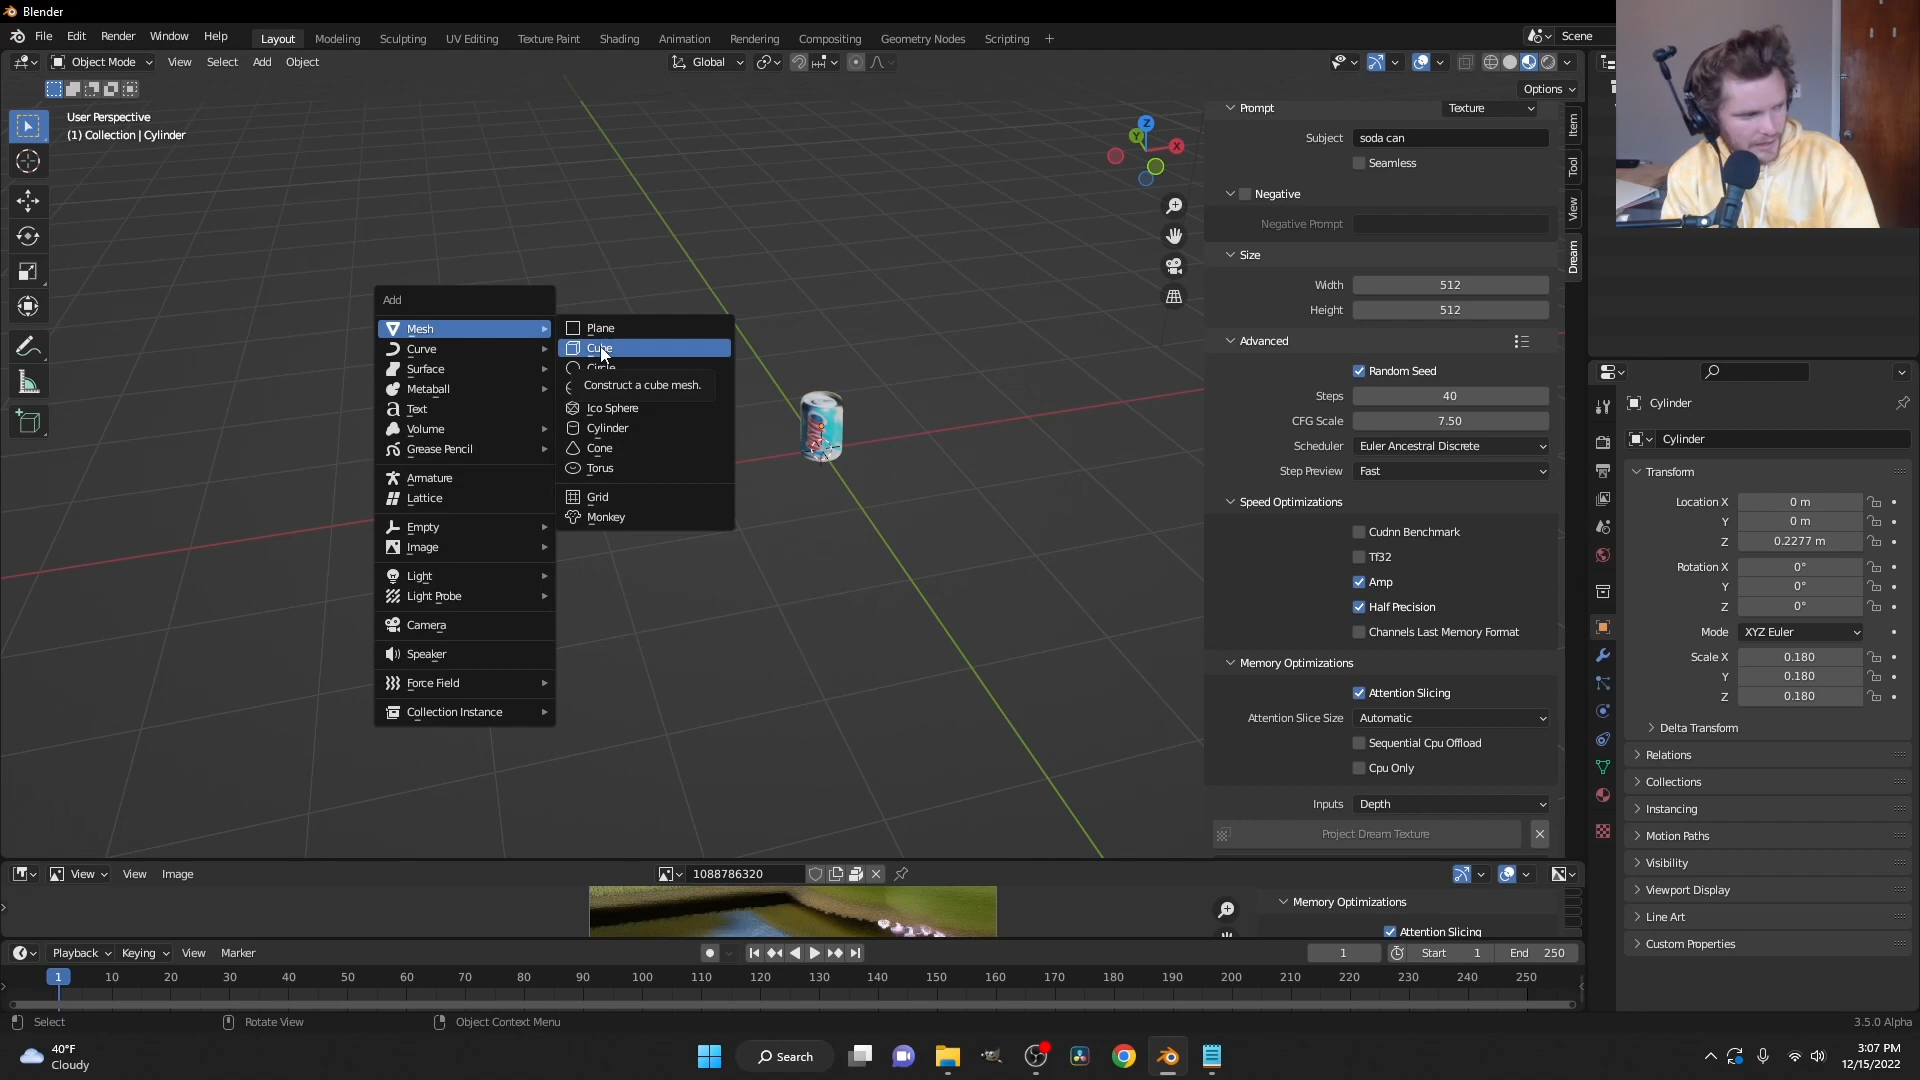 Blender
File Edit Render Window Help
Layout Modeling Sculpting UV Editing Texture Paint Shading Animation Rendering Compositing Geometry Nodes Scripting +
Scene
Object Mode View Select Add Object
Global
Options
User Perspective
(1) Collection | Cylinder
Z
Y
X
Item
Tool
View
Dream
Prompt Texture
Subject soda can
Seamless
Negative
Negative Prompt
Size
Width 512
Height 512
Advanced
Random Seed
Steps 40
CFG Scale 7.50
Scheduler Euler Ancestral Discrete
Step Preview Fast
Speed Optimizations
Cudnn Benchmark
Tf32
Amp
Half Precision
Channels Last Memory Format
Memory Optimizations
Attention Slicing
Attention Slice Size Automatic
Sequential Cpu Offload
Cpu Only
Inputs Depth
Project Dream Texture
Add
Mesh
Curve
Surface
Metaball
Text
Volume
Grease Pencil
Armature
Lattice
Empty
Image
Light
Light Probe
Camera
Speaker
Force Field
Collection Instance
Plane
Cube
Circle
Construct a cube mesh.
Ico Sphere
Cylinder
Cone
Torus
Grid
Monkey
Cylinder
Cylinder
Transform
Location X 0 m
Y 0 m
Z 0.2277 m
Rotation X 0°
Y 0°
Z 0°
Mode XYZ Euler
Scale X 0.180
Y 0.180
Z 0.180
Delta Transform
Relations
Collections
Instancing
Motion Paths
Visibility
Viewport Display
Line Art
Custom Properties
View View Image
1088786320
Memory Optimizations
Attention Slicing
Playback Keying View Marker
1 Start 1 End 250
1 10 20 30 40 50 60 70 80 90 100 110 120 130 140 150 160 170 180 190 200 210 220 230 240 250
Select Rotate View Object Context Menu
3.5.0 Alpha
40°F
Cloudy
Search
3:07 PM
12/15/2022